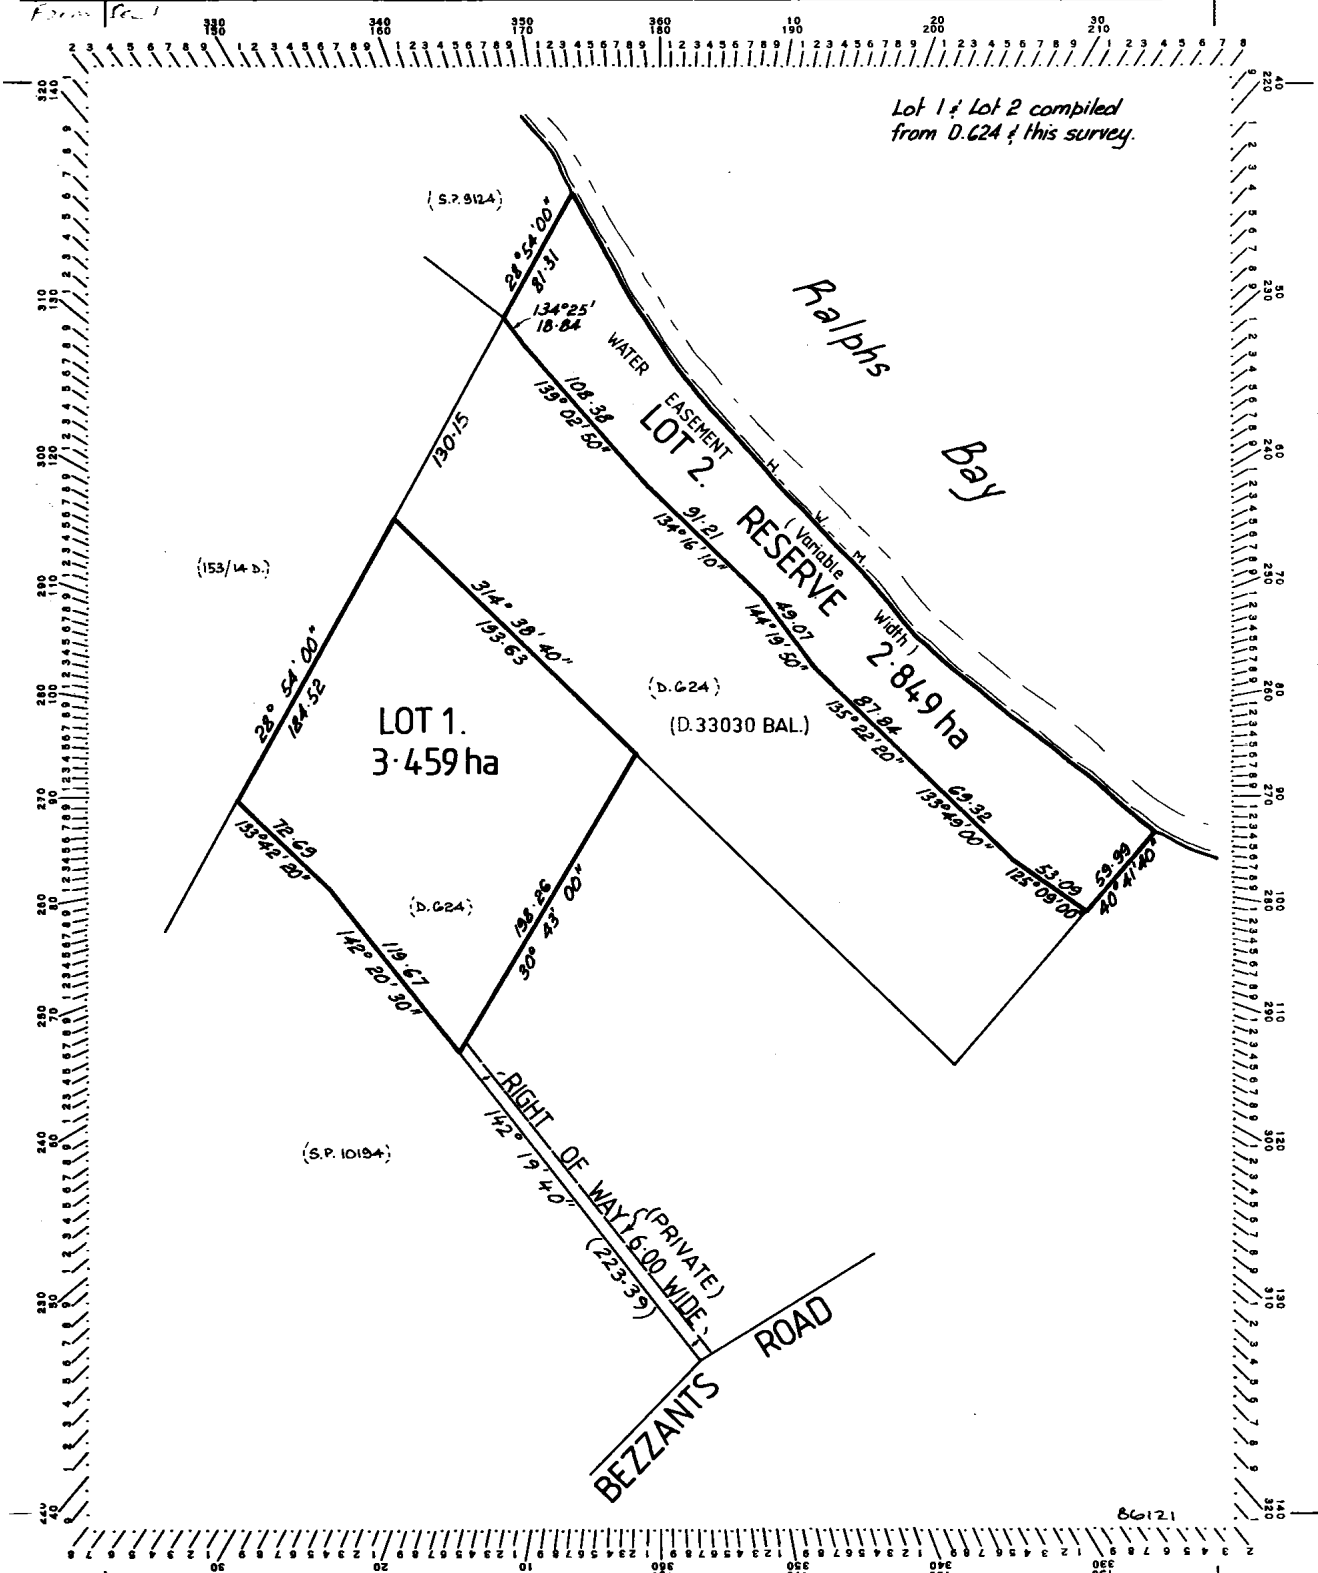 Lot 1 & Lot 2 compiled
from D.624 & this survey.
(S.P. 9124)
28° 54' 00"
81·31
134°25'
18·84
Ralphs
Bay
WATER
EASEMENT
LOT 2.
RESERVE
(Variable
Width)
2·849 ha
H. W. M.
108·38
139° 02' 50"
91·21
134° 16' 10"
49·07
144° 19' 50"
87·84
135° 22' 20"
69·32
133° 49' 00"
53·09
125° 09' 00"
59·99
40° 41' 40"
130·15
(153/14 D.)
314° 38' 40"
193·63
28° 54' 00"
184·52
LOT 1.
3·459 ha
(D.624)
(D.33030 BAL.)
72·69
133° 42' 20"
(D.624)
198·26
30° 43' 00"
119·67
142° 20' 30"
(S.P. 10194)
RIGHT OF WAY (PRIVATE)
6·00 WIDE
142° 19' 40"
(223·39)
BEZZANTS ROAD
86121